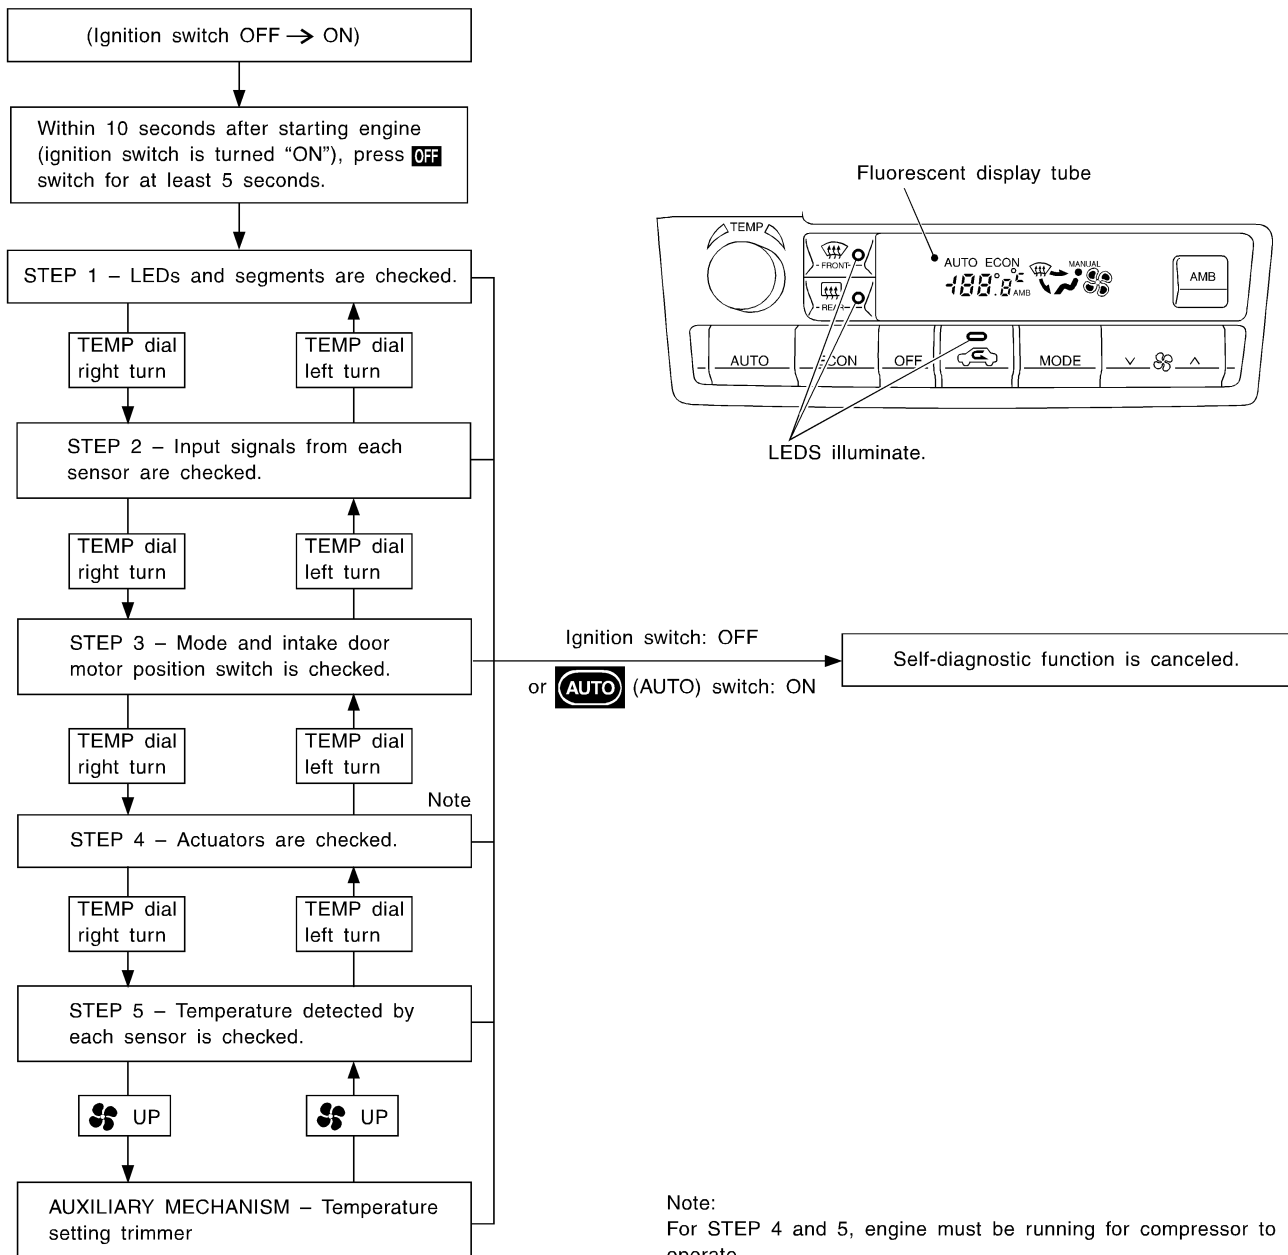 (Ignition switch OFF → ON)
Within 10 seconds after starting engine
(ignition switch is turned “ON”), press OFF
switch for at least 5 seconds.
STEP 1 – LEDs and segments are checked.
TEMP dial
right turn
TEMP dial
left turn
STEP 2 – Input signals from each
sensor are checked.
TEMP dial
right turn
TEMP dial
left turn
STEP 3 – Mode and intake door
motor position switch is checked.
TEMP dial
right turn
TEMP dial
left turn
Note
STEP 4 – Actuators are checked.
TEMP dial
right turn
TEMP dial
left turn
STEP 5 – Temperature detected by
each sensor is checked.
UP
UP
AUXILIARY MECHANISM – Temperature
setting trimmer
Fluorescent display tube
TEMP
FRONT
REAR
AUTO ECON
MANUAL
-188.8°C
AMB
AMB
AUTO
ECON
OFF
MODE
LEDS illuminate.
Ignition switch: OFF
or AUTO (AUTO) switch: ON
Self-diagnostic function is canceled.
Note:
For STEP 4 and 5, engine must be running for compressor to
operate.